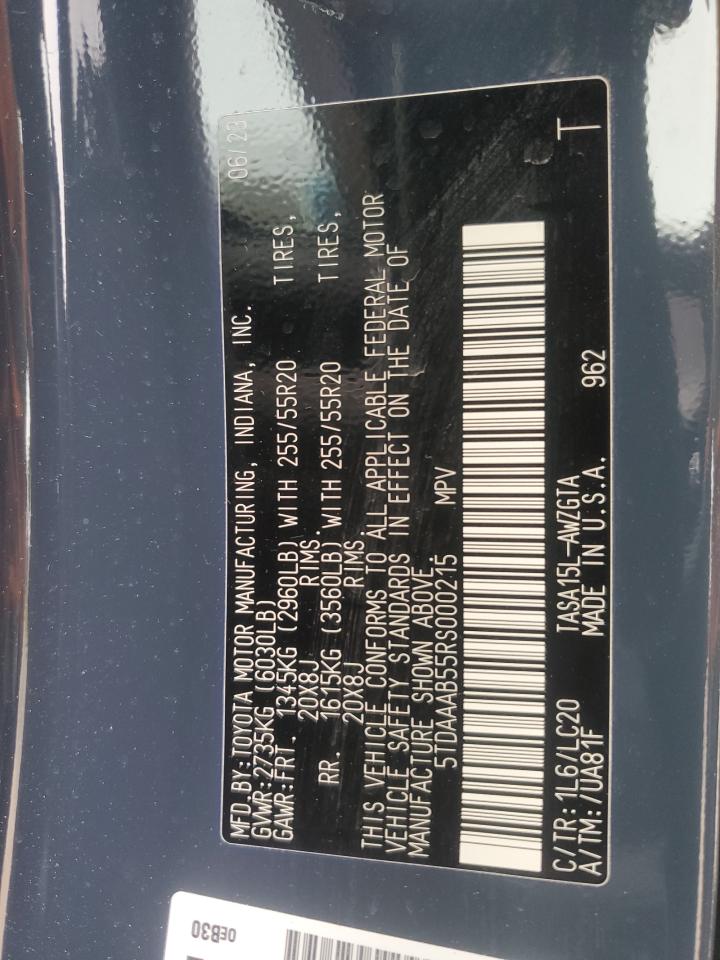 MFD.BY:TOYOTA MOTOR MANUFACTURING, INDIANA, INC. 06/23
GVWR:2735KG (6030LB)
GAWR:FRT 1345KG (2960LB) WITH 255/55R20 TIRES,
20X8J RIMS.
RR. 1615KG (3560LB) WITH 255/55R20 TIRES,
20X8J RIMS.
THIS VEHICLE CONFORMS TO ALL APPLICABLE FEDERAL MOTOR
VEHICLE SAFETY STANDARDS IN EFFECT ON THE DATE OF
MANUFACTURE SHOWN ABOVE.
5TDAAAB55RS000215 MPV
C/TR:1L6/LC20 TASA15L-AWZGTA T
A/TM:/UA81F MADE IN U.S.A. 962
0EB30